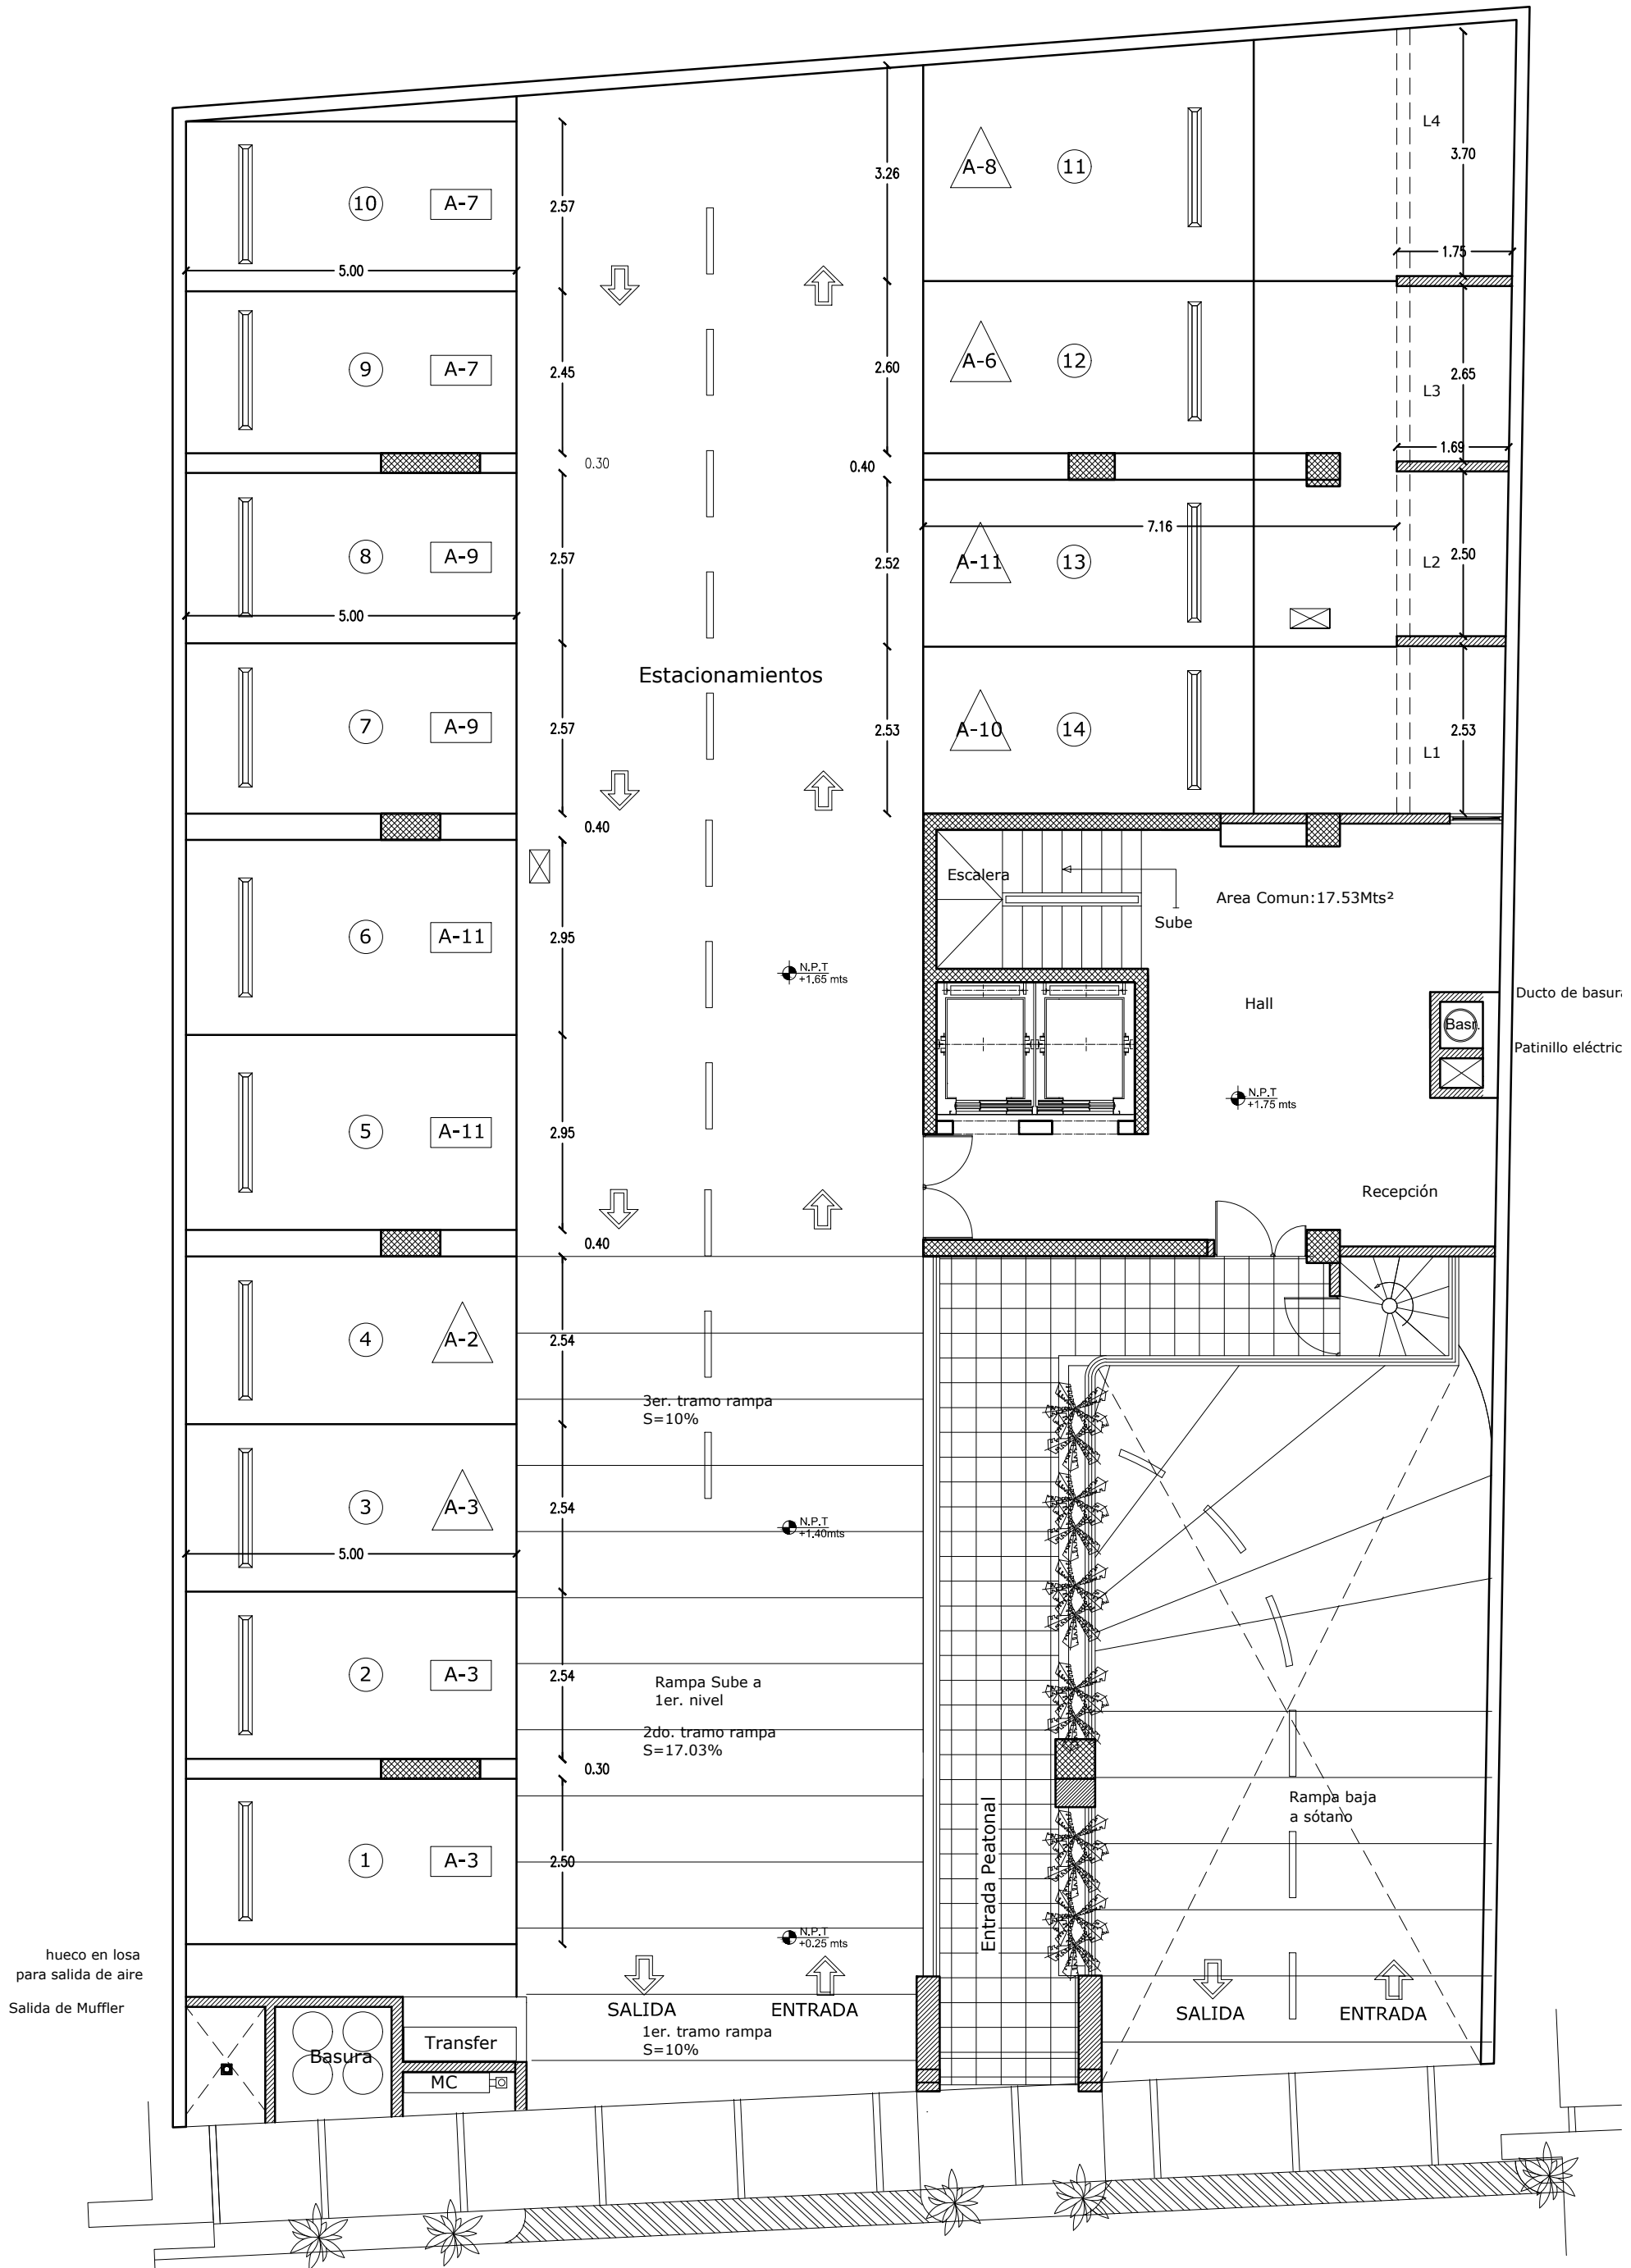 L4
3.70
3.26
A-8
11
10
A-7
2.57
1.75
5.00
A-6
12
9
A-7
2.45
2.60
2.65
L3
1.69
0.30
0.40
7.16
8
A-9
2.57
2.52
A-11
13
L2
2.50
5.00
Estacionamientos
7
A-9
2.57
2.53
A-10
14
2.53
L1
0.40
Escalera
Area Comun:17.53Mts²
Sube
6
A-11
2.95
N.P.T
+1.65 mts
Hall
Ducto de basura
Basr.
Patinillo eléctric
N.P.T
+1.75 mts
5
A-11
2.95
Recepción
0.40
4
A-2
2.54
3er. tramo rampa
S=10%
3
A-3
2.54
N.P.T
+1.40mts
5.00
2
A-3
2.54
Rampa Sube a
1er. nivel
2do. tramo rampa
S=17.03%
0.30
Rampa baja
a sótano
Entrada Peatonal
1
A-3
2.50
N.P.T
+0.25 mts
hueco en losa
para salida de aire
Salida de Muffler
SALIDA
ENTRADA
SALIDA
ENTRADA
1er. tramo rampa
S=10%
Transfer
Basura
MC